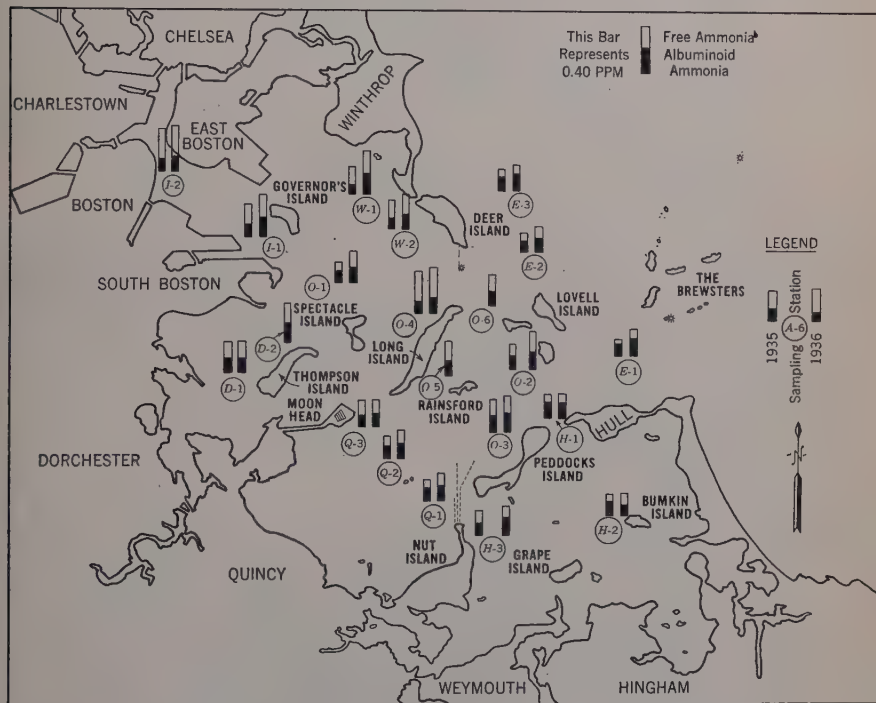 CHELSEA
This Bar
Represents
0.40 PPM
Free Ammonia
Albuminoid
Ammonia
CHARLESTOWN
EAST
BOSTON
WINTHROP
I-2
BOSTON
GOVERNOR'S
ISLAND
W-1
E-3
I-1
W-2
DEER
ISLAND
E-2
LEGEND
SOUTH BOSTON
O-1
THE
BREWSTERS
SPECTACLE
ISLAND
O-4
O-6
LOVELL
ISLAND
1935
Sampling Station
A-6
1936
D-2
LONG
ISLAND
D-1
THOMPSON
ISLAND
O5
O-2
E-1
MOON
HEAD
RAINSFORD
ISLAND
Q-3
O-3
H-1
HULL
DORCHESTER
Q-2
PEDDOCKS
ISLAND
Q-1
H-2
BUMKIN
ISLAND
NUT
ISLAND
H-3
GRAPE
ISLAND
QUINCY
N
WEYMOUTH
HINGHAM